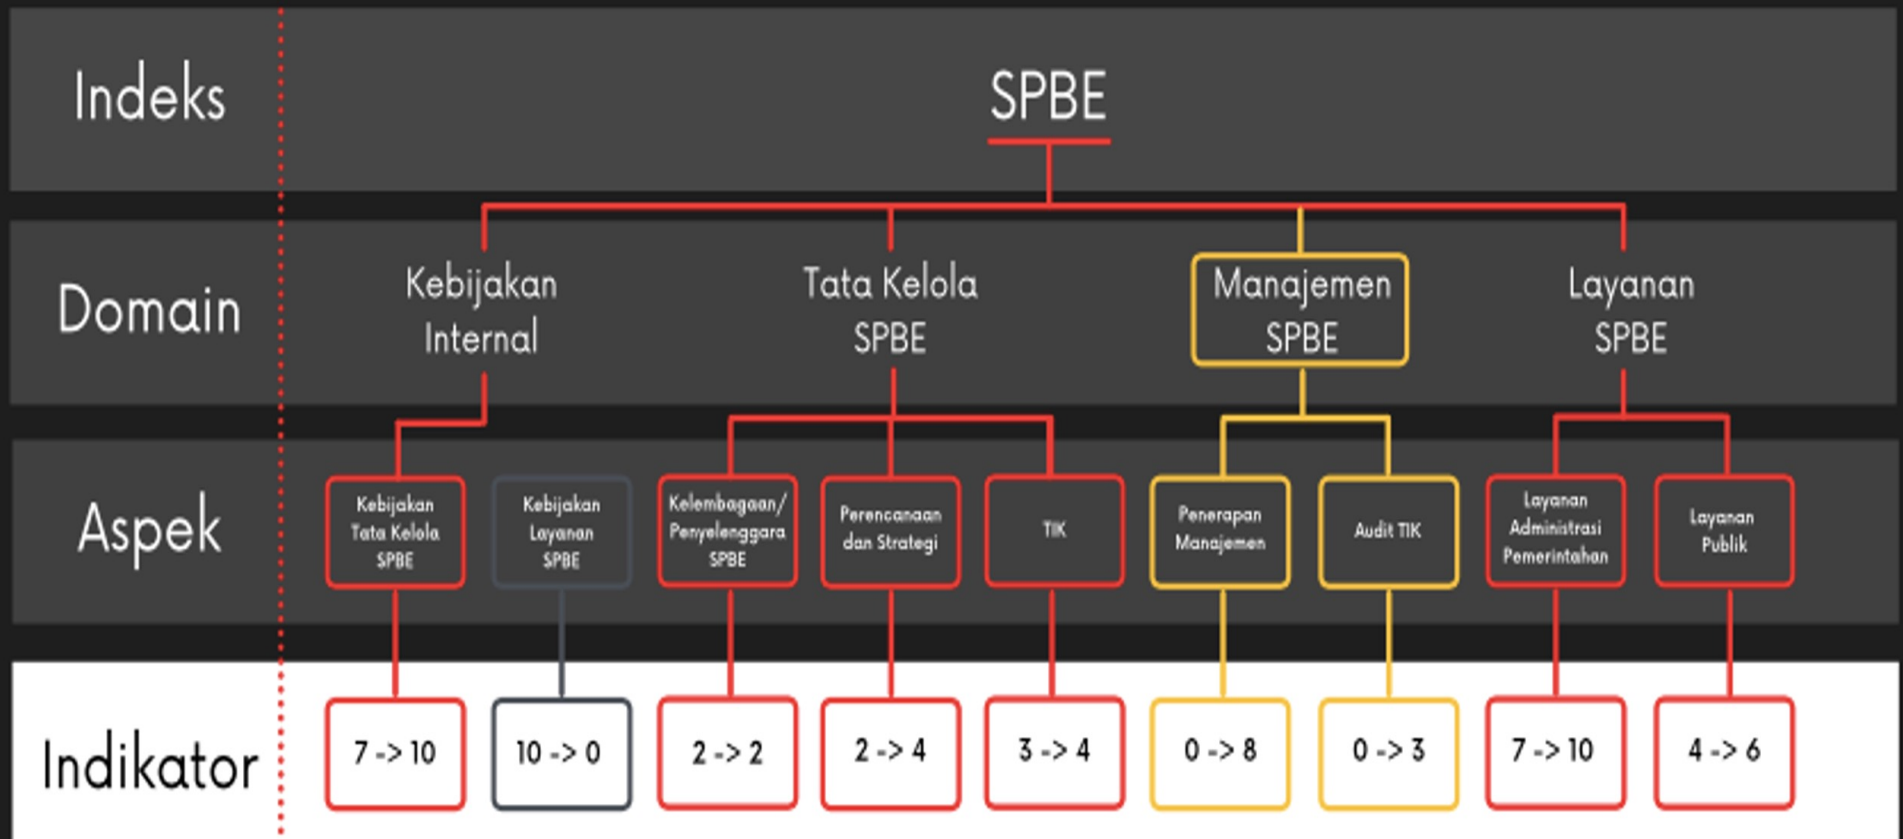 Indeks
SPBE
Domain
Kebijakan
Internal
Tata Kelola
SPBE
Manajemen
SPBE
Layanan
SPBE
Aspek
Kebijakan
Tata Kelola
SPBE
Kebijakan
Layanan
SPBE
Kelembagaan/
Penyelenggara
SPBE
Perencanaan
dan Strategi
TIK
Penerapan
Manajemen
Audit TIK
Layanan
Administrasi
Pemerintahan
Layanan
Publik
Indikator
7 -> 10
10 -> 0
2 -> 2
2 -> 4
3 -> 4
0 -> 8
0 -> 3
7 -> 10
4 -> 6